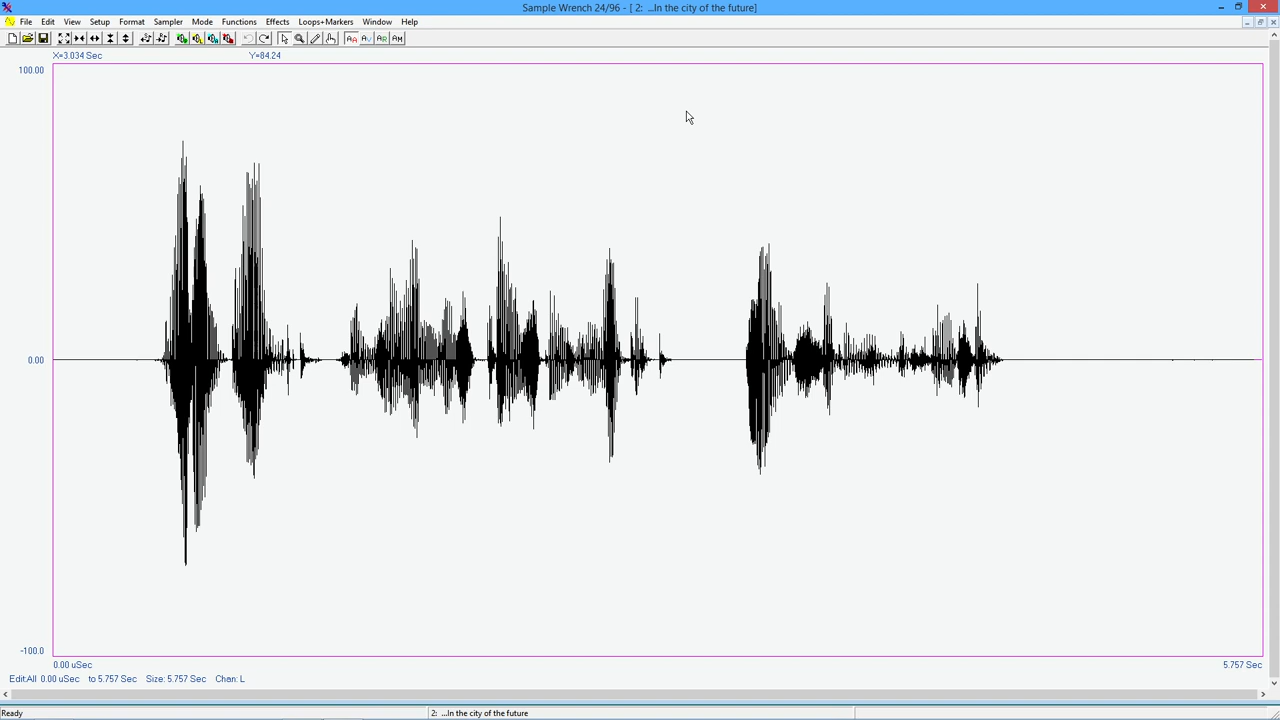 Sample Wrench 24/96 - [ 2: ...In the city of the future]
File Edit View Setup Format Sampler Mode Functions Effects Loops+Markers Window Help
X=3.034 Sec Y=84.24
100.00
0.00
-100.0
0.00 uSec 5.757 Sec
Edit:All 0.00 uSec to 5.757 Sec Size: 5.757 Sec Chan: L
Ready 2: ...In the city of the future